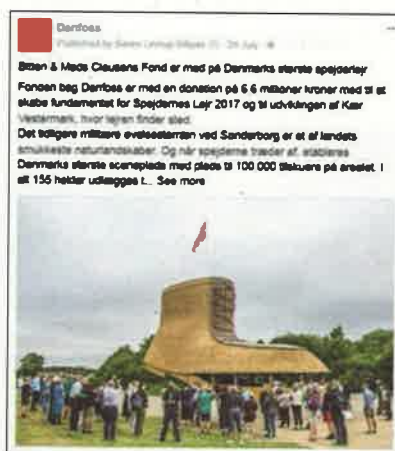 Danfoss
Published by
Bitten & Mads Clausens Fond er med på Danmarks største spejderlejr
Fonden bag Danfoss er med en donation på 6.6 millioner kroner med til at
skabe fundamentet for Spejdernes Lejr 2017 og til udviklingen af Kær
Vestermark, hvor lejren finder sted.
Det tidligere militære øvelsesterræn ved Sønderborg er et af landets
smukkeste naturlandskaber. Og når spejderne træder af, etableres
Danmarks største sceneplads med plads til 100 000 tilskuere på arealet. I
alt 155 hektar udlægges t... See more